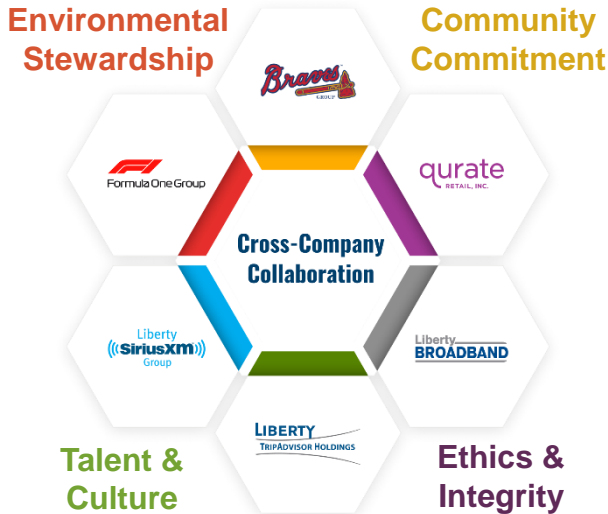 Environmental
Stewardship
Community
Commitment
Braves
GROUP
Formula One Group
qurate
RETAIL, INC.
Cross-Company
Collaboration
Liberty
SiriusXM
Group
Liberty
BROADBAND
LIBERTY
TRIPADVISOR HOLDINGS
Talent &
Culture
Ethics &
Integrity